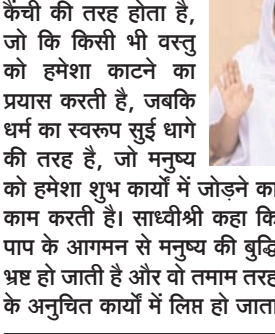 कैंची की तरह होता है,
जो कि किसी भी वस्तु
को हमेशा काटने का
प्रयास करती है, जबकि
धर्म का स्वरूप सुई धागे
की तरह है, जो मनुष्य
को हमेशा शुभ कार्यों में जोड़ने का
काम करती है। साध्वीश्री कहा कि
पाप के आगमन से मनुष्य की बुद्धि
भ्रष्ट हो जाती है और वो तमाम तरह
के अनुचित कार्यों में लिप्त हो जाता